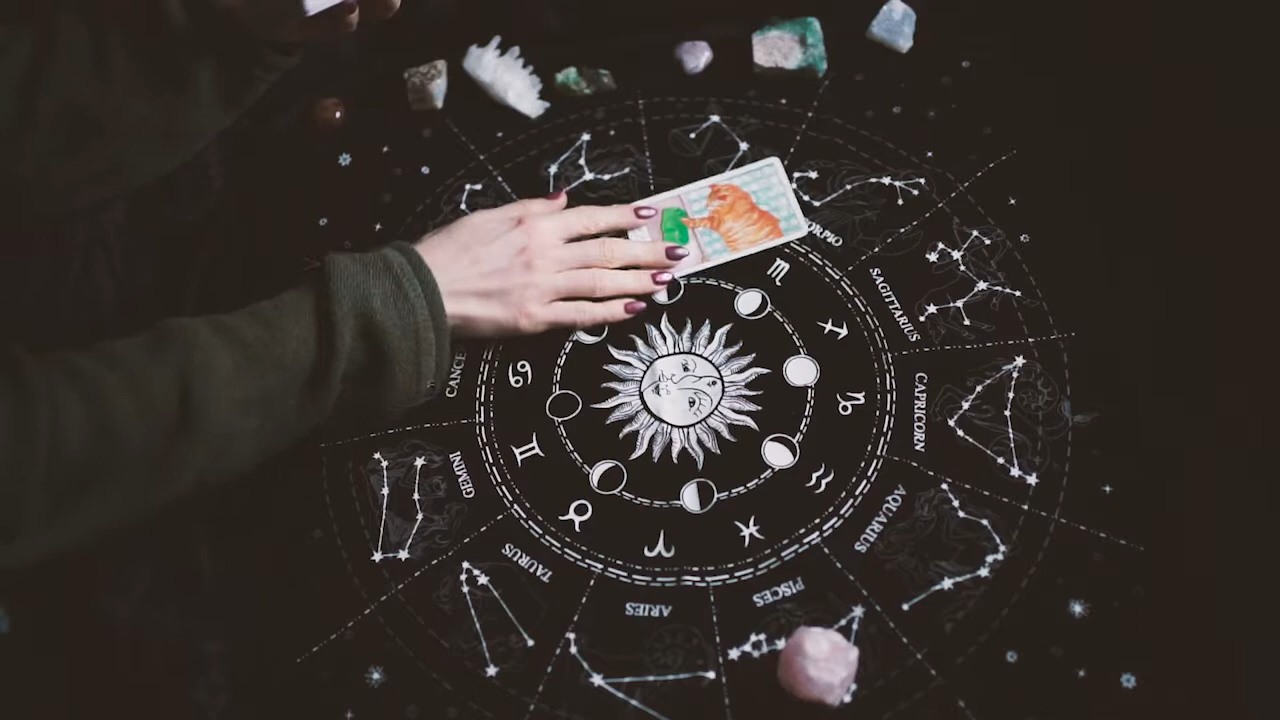 ORPIO
SAGITTARIUS
CAPRICORN
AQUARIUS
PISCES
ARIES
TAURUS
GEMINI
CANCE